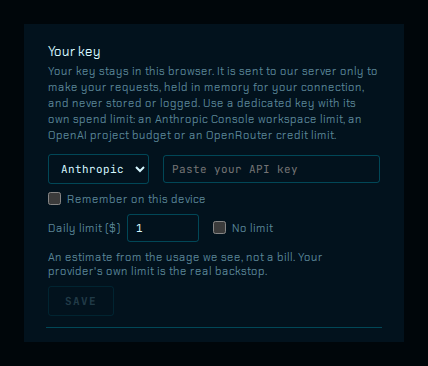 Your key
Your key stays in this browser. It is sent to our server only to
make your requests, held in memory for your connection,
and never stored or logged. Use a dedicated key with its
own spend limit: an Anthropic Console workspace limit, an
OpenAI project budget or an OpenRouter credit limit.
Anthropic Paste your API key
Remember on this device
Daily limit ($) 1 No limit
An estimate from the usage we see, not a bill. Your
provider's own limit is the real backstop.
SAVE